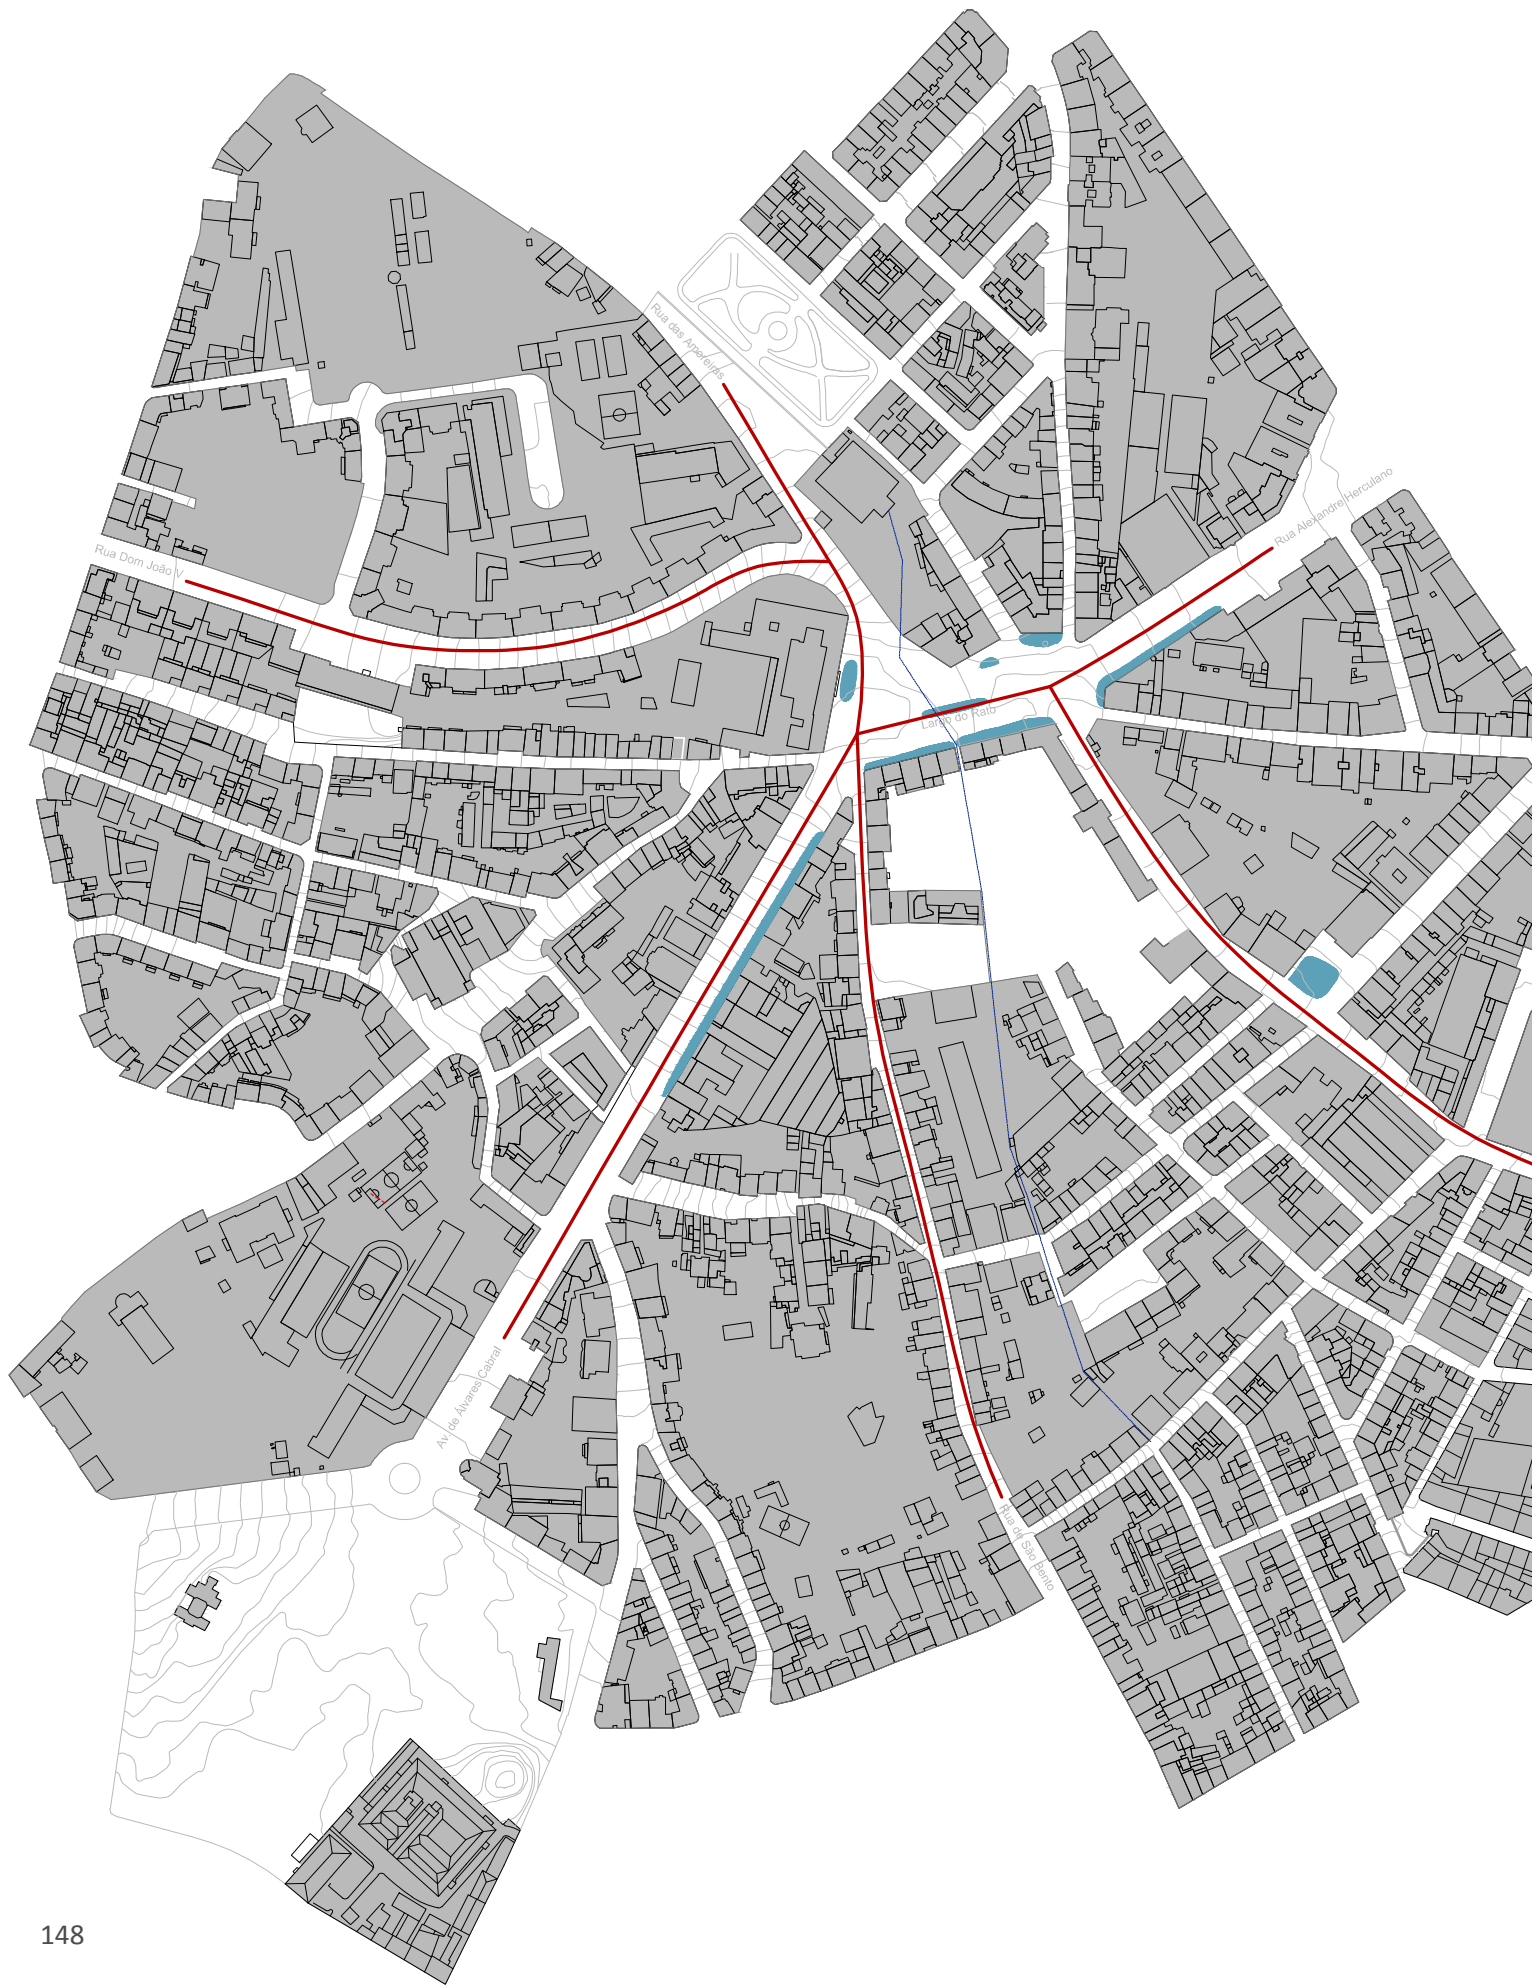 Rua das Amoreiras
Rua Alexandre Herculano
Rua Dom João V
Largo do Rato
Av. de Álvares Cabral
Rua de São Bento
148